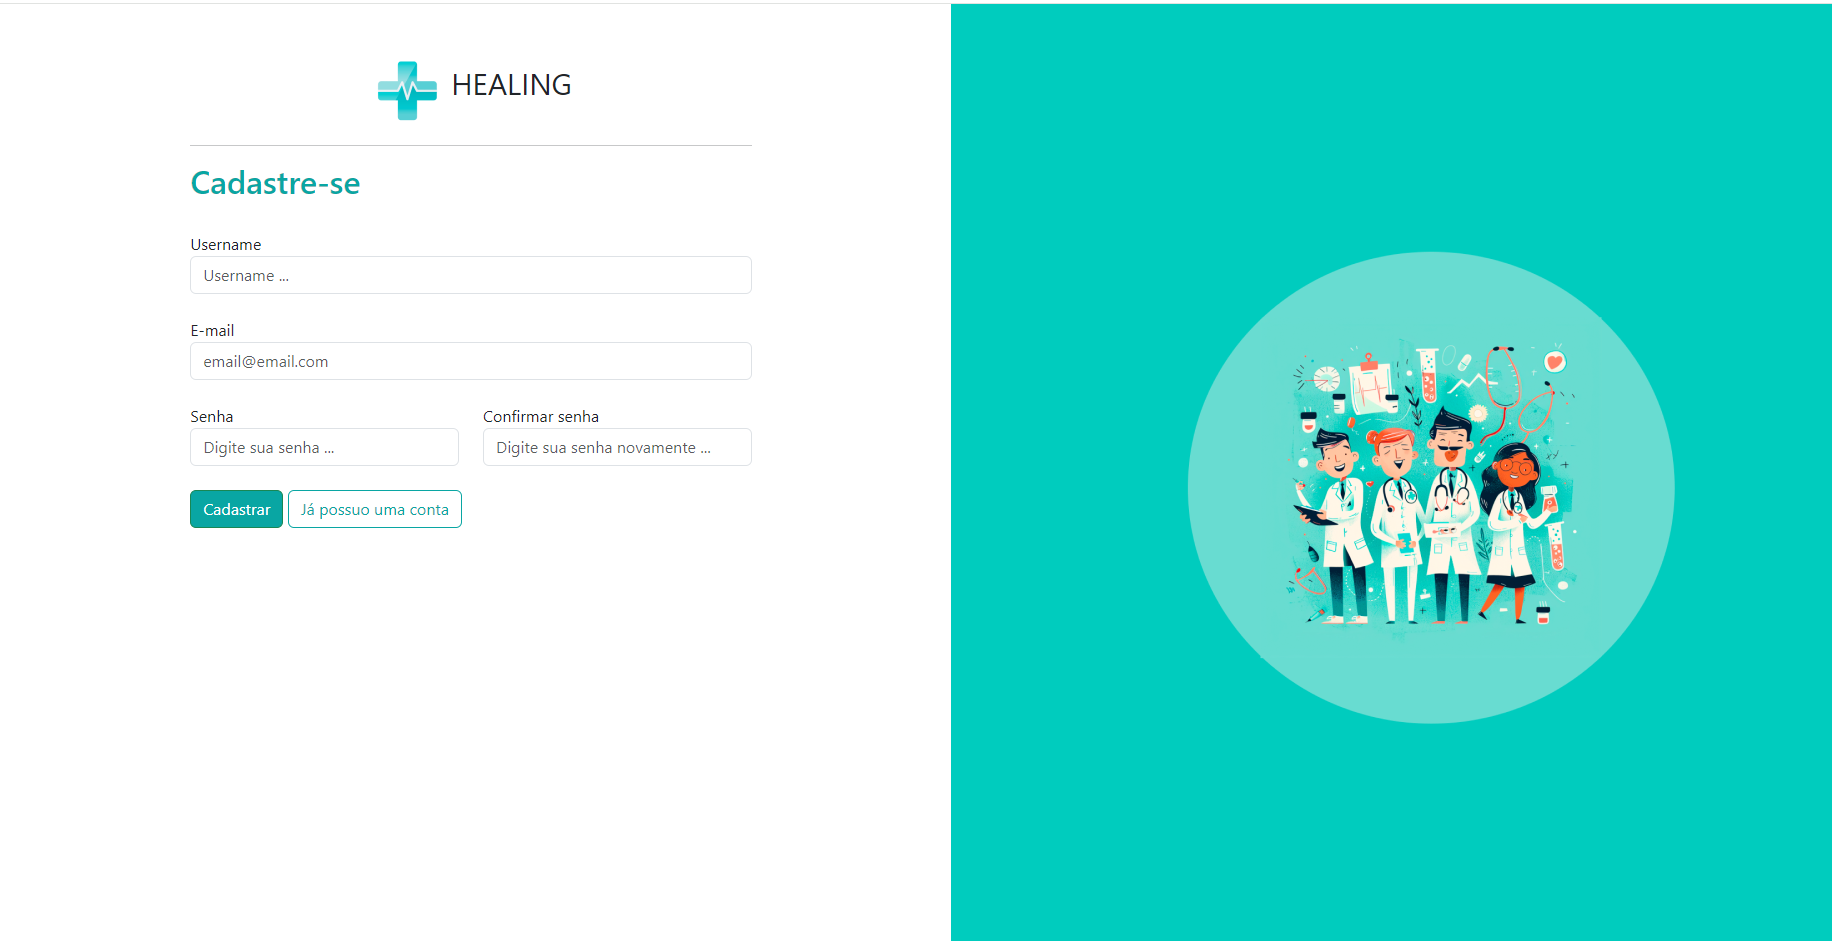 HEALING
Cadastre-se
Username
Username ...
E-mail
email@email.com
Senha
Confirmar senha
Digite sua senha ...
Digite sua senha novamente ...
Cadastrar
Já possuo uma conta